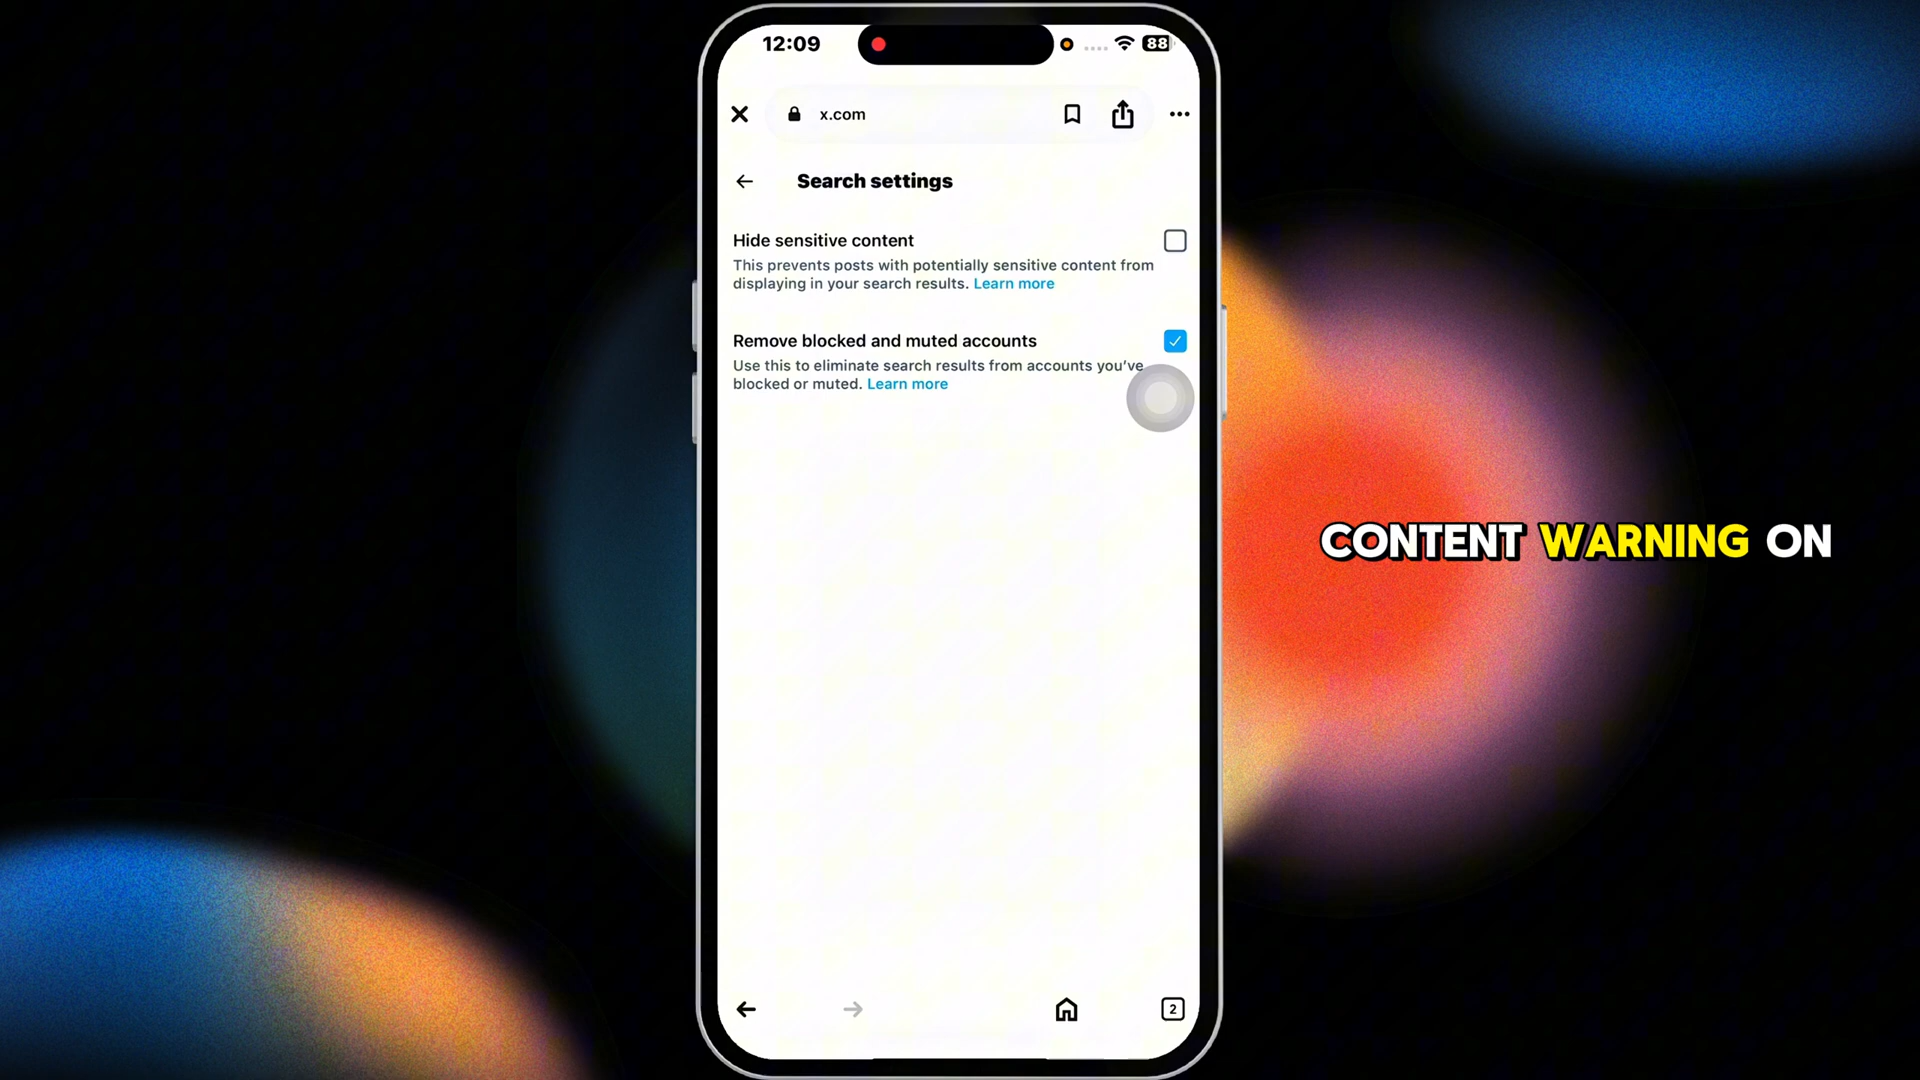 12:09
88
x.com
Search settings
Hide sensitive content
This prevents posts with potentially sensitive content from
displaying in your search results. Learn more
Remove blocked and muted accounts
Use this to eliminate search results from accounts you’ve
blocked or muted. Learn more
CONTENT WARNING ON
2